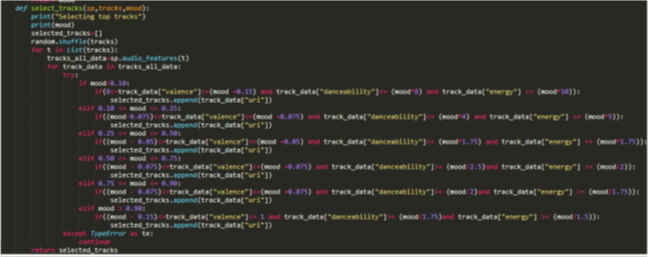 def select_tracks(sp,tracks,mood):
print("Selecting top tracks")
print(mood)
selected_tracks=[]
random.shuffle(tracks)
for t in list(tracks):
tracks_all_data=sp.audio_features(t)
for track_data in tracks_all_data:
try:
if mood<0.10:
if(0<=track_data["valence"]<=(mood +0.15) and track_data["danceability"]<= (mood*8) and track_data["energy"] <= (mood*10)):
selected_tracks.append(track_data["uri"])
elif 0.10 <= mood <= 0.25:
if((mood-0.075)<=track_data["valence"]<=(mood +0.075) and track_data["danceability"]<= (mood*4) and track_data["energy"] <= (mood*5)):
selected_tracks.append(track_data["uri"])
elif 0.25 <= mood <= 0.50:
if((mood - 0.05)<=track_data["valence"]<=(mood +0.05) and track_data["danceability"]<= (mood*1.75) and track_data["energy"] <= (mood*1.75)):
selected_tracks.append(track_data["uri"])
elif 0.50 <= mood <= 0.75:
if((mood - 0.075)<=track_data["valence"]<=(mood +0.075) and track_data["danceability"]>= (mood/2.5)and track_data["energy"] >= (mood/2)):
selected_tracks.append(track_data["uri"])
elif 0.75 <= mood <= 0.90:
if((mood - 0.075)<=track_data["valence"]<=(mood +0.075) and track_data["danceability"]>= (mood/2)and track_data["energy"] >= (mood/1.75)):
selected_tracks.append(track_data["uri"])
elif mood > 0.90:
if((mood - 0.15)<=track_data["valence"]<= 1 and track_data["danceability"]>= (mood/1.75)and track_data["energy"] >= (mood/1.5)):
selected_tracks.append(track_data["uri"])
except TypeError as te:
continue
return selected_tracks